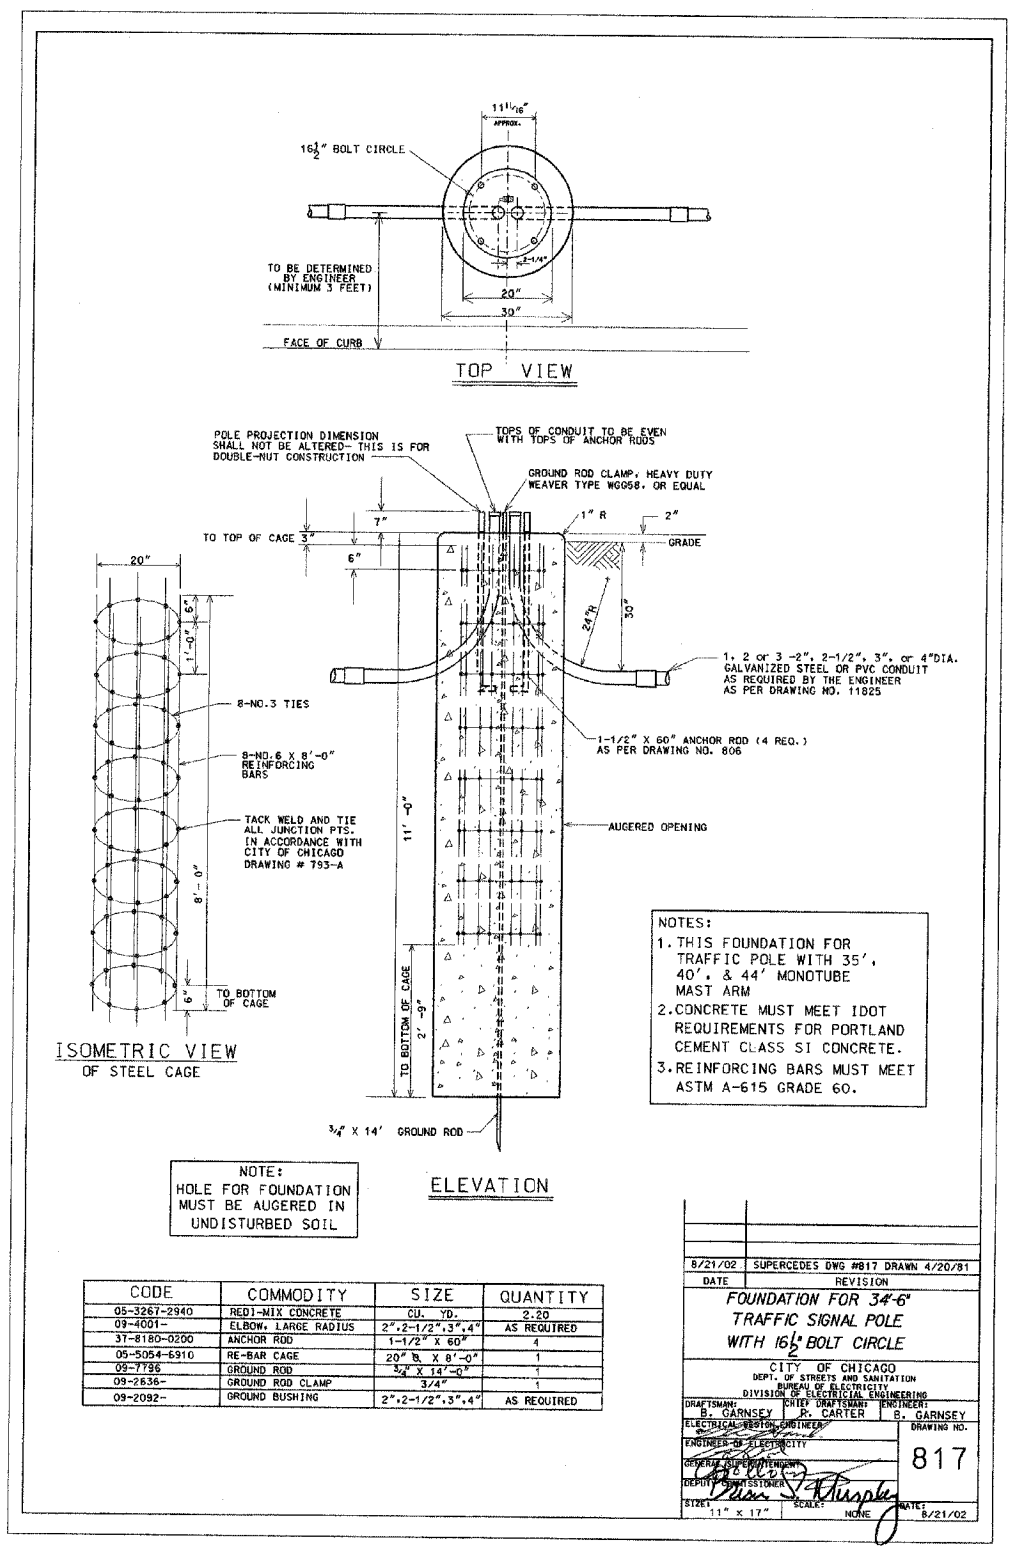 11 11/16"
APPROX.
16 1/2" BOLT CIRCLE
TO BE DETERMINED
BY ENGINEER
(MINIMUM 3 FEET)
2-1/4"
20"
30"
FACE OF CURB
TOP VIEW
POLE PROJECTION DIMENSION
SHALL NOT BE ALTERED- THIS IS FOR
DOUBLE-NUT CONSTRUCTION
TOPS OF CONDUIT TO BE EVEN
WITH TOPS OF ANCHOR RODS
GROUND ROD CLAMP, HEAVY DUTY
WEAVER TYPE WGG58, OR EQUAL
7"
1" R
2"
TO TOP OF CAGE 3"
GRADE
6"
20"
6"
1'-0"
24"R
30"
1, 2 or 3 -2", 2-1/2", 3", or 4"DIA.
GALVANIZED STEEL OR PVC CONDUIT
AS REQUIRED BY THE ENGINEER
AS PER DRAWING NO. 11825
8-NO.3 TIES
1-1/2" X 60" ANCHOR ROD (4 REQ.)
AS PER DRAWING NO. 806
8-NO.6 X 8'-0"
REINFORCING
BARS
TACK WELD AND TIE
ALL JUNCTION PTS.
IN ACCORDANCE WITH
CITY OF CHICAGO
DRAWING # 793-A
11' -0"
AUGERED OPENING
8'- 0"
6"
TO BOTTOM
OF CAGE
TO BOTTOM OF CAGE
2' -9"
ISOMETRIC VIEW
OF STEEL CAGE
NOTES:
1. THIS FOUNDATION FOR
TRAFFIC POLE WITH 35',
40', & 44' MONOTUBE
MAST ARM
2.CONCRETE MUST MEET IDOT
REQUIREMENTS FOR PORTLAND
CEMENT CLASS SI CONCRETE.
3.REINFORCING BARS MUST MEET
ASTM A-615 GRADE 60.
3/4" X 14' GROUND ROD
ELEVATION
NOTE:
HOLE FOR FOUNDATION
MUST BE AUGERED IN
UNDISTURBED SOIL
CODE COMMODITY SIZE QUANTITY
05-3267-2940 REDI-MIX CONCRETE CU. YD. 2.20
09-4001- ELBOW, LARGE RADIUS 2",2-1/2",3",4" AS REQUIRED
37-8180-0200 ANCHOR ROD 1-1/2" X 60" 4
05-5054-6910 RE-BAR CAGE 20" X 8'-0" 1
09-7796 GROUND ROD 3/4" X 14'-0" 1
09-2636- GROUND ROD CLAMP 3/4" 1
09-2092- GROUND BUSHING 2",2-1/2",3",4" AS REQUIRED
8/21/02 SUPERCEDES DWG #817 DRAWN 4/20/81
DATE REVISION
FOUNDATION FOR 34'-6"
TRAFFIC SIGNAL POLE
WITH 16 1/2" BOLT CIRCLE
CITY OF CHICAGO
DEPT. OF STREETS AND SANITATION
BUREAU OF ELECTRICITY
DIVISION OF ELECTRICIAL ENGINEERING
DRAFTSMAN: CHIEF DRAFTSMAN: ENGINEER:
B. GARNSEY R. CARTER B. GARNSEY
ELECTRICAL DESIGN ENGINEER
DRAWING NO.
ENGINEER OF ELECTRICITY
817
GENERAL SUPERINTENDENT
DEPUTY COMMISSIONER
SIZE: SCALE: DATE:
11" x 17" NONE 8/21/02